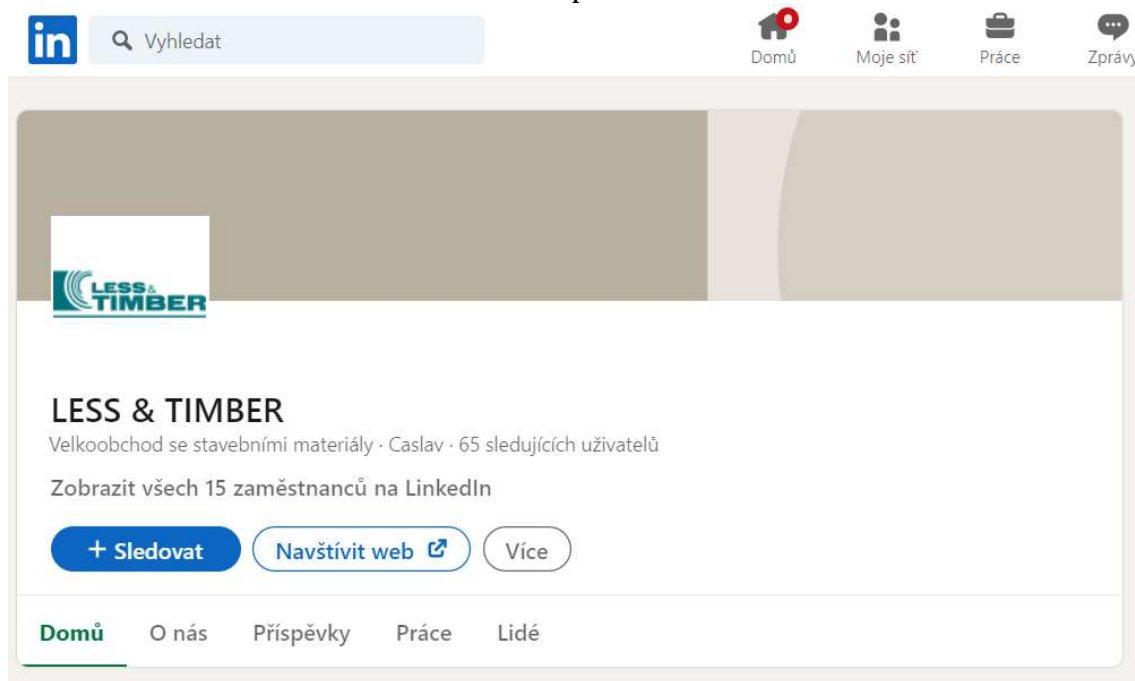 in Vyhledat
Domů Moje síť Práce Zprávy
LESS &
TIMBER
LESS & TIMBER
Velkoobchod se stavebními materiály · Caslav · 65 sledujících uživatelů
Zobrazit všech 15 zaměstnanců na LinkedIn
+ Sledovat Navštívit web Více
Domů O nás Příspěvky Práce Lidé